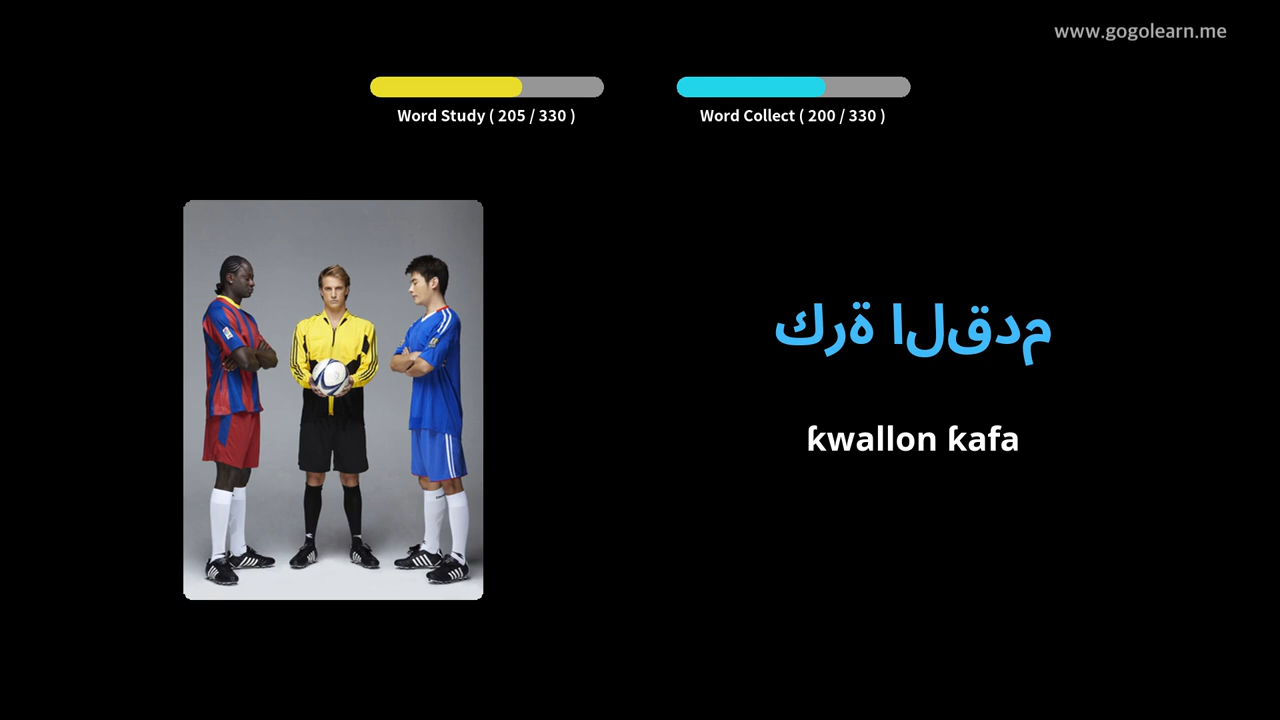 www.gogolearn.me
Word Study ( 205 / 330 )
Word Collect ( 200 / 330 )
كرة القدم
ƙwallon ƙafa